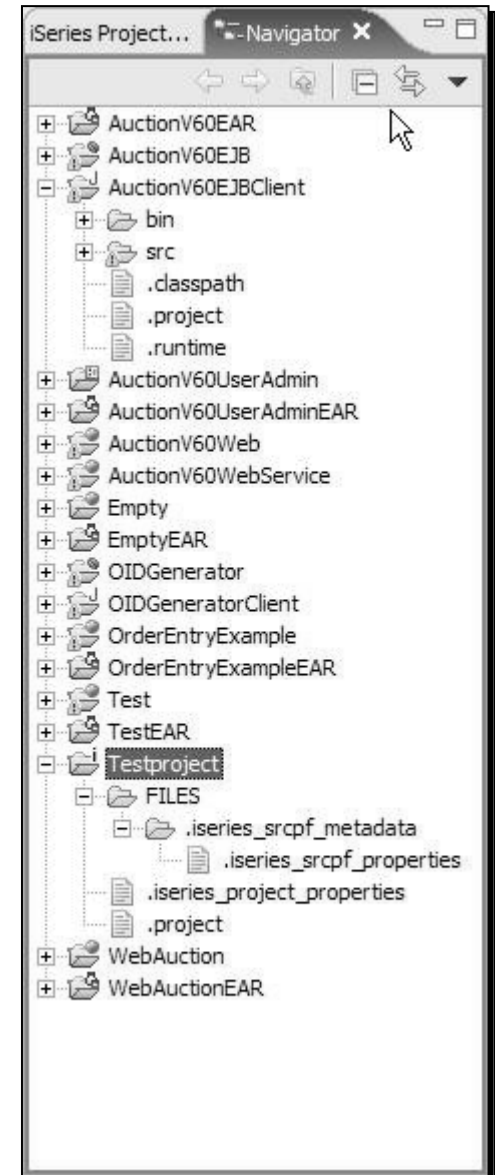 iSeries Project... Navigator
AuctionV60EAR
AuctionV60EJB
AuctionV60EJBClient
bin
src
.classpath
.project
.runtime
AuctionV60UserAdmin
AuctionV60UserAdminEAR
AuctionV60Web
AuctionV60WebService
Empty
EmptyEAR
OIDGenerator
OIDGeneratorClient
OrderEntryExample
OrderEntryExampleEAR
Test
TestEAR
Testproject
FILES
.iseries_srcpf_metadata
.iseries_srcpf_properties
.iseries_project_properties
.project
WebAuction
WebAuctionEAR